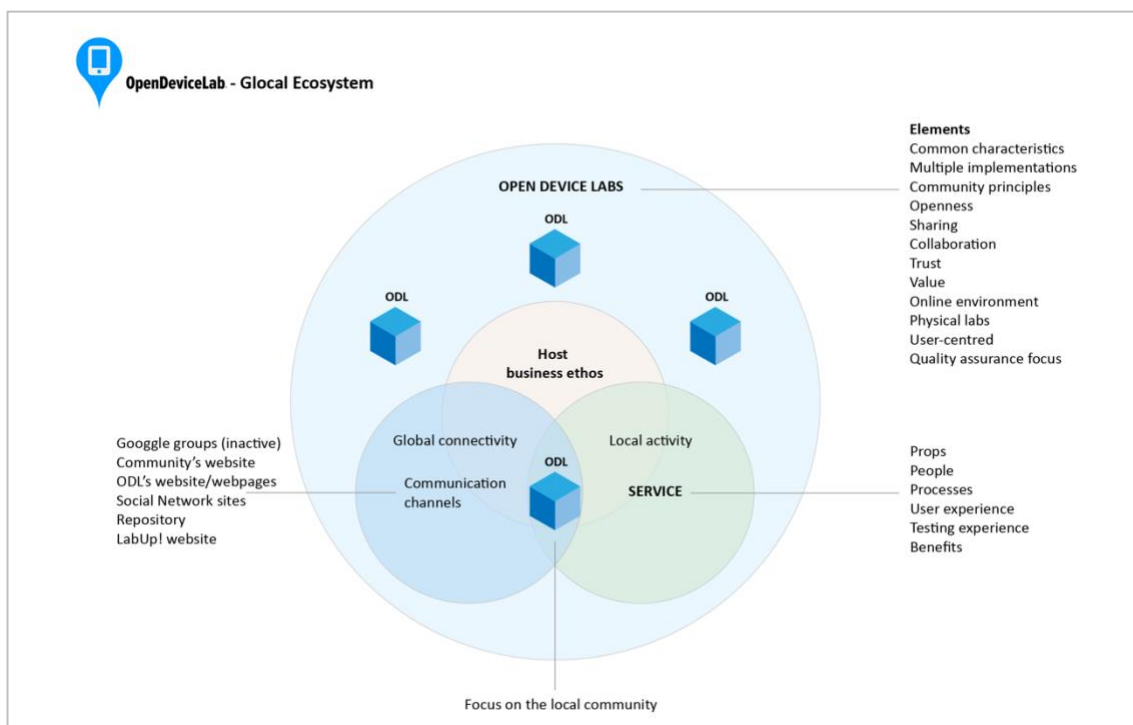 OpenDeviceLab - Glocal Ecosystem
Elements
Common characteristics
Multiple implementations
Community principles
Openness
Sharing
Collaboration
Trust
Value
Online environment
Physical labs
User-centred
Quality assurance focus
OPEN DEVICE LABS
ODL
ODL
ODL
Host
business ethos
Global connectivity
Communication
channels
Local activity
SERVICE
ODL
Googgle groups (inactive)
Community's website
ODL's website/webpages
Social Network sites
Repository
LabUp! website
Props
People
Processes
User experience
Testing experience
Benefits
Focus on the local community